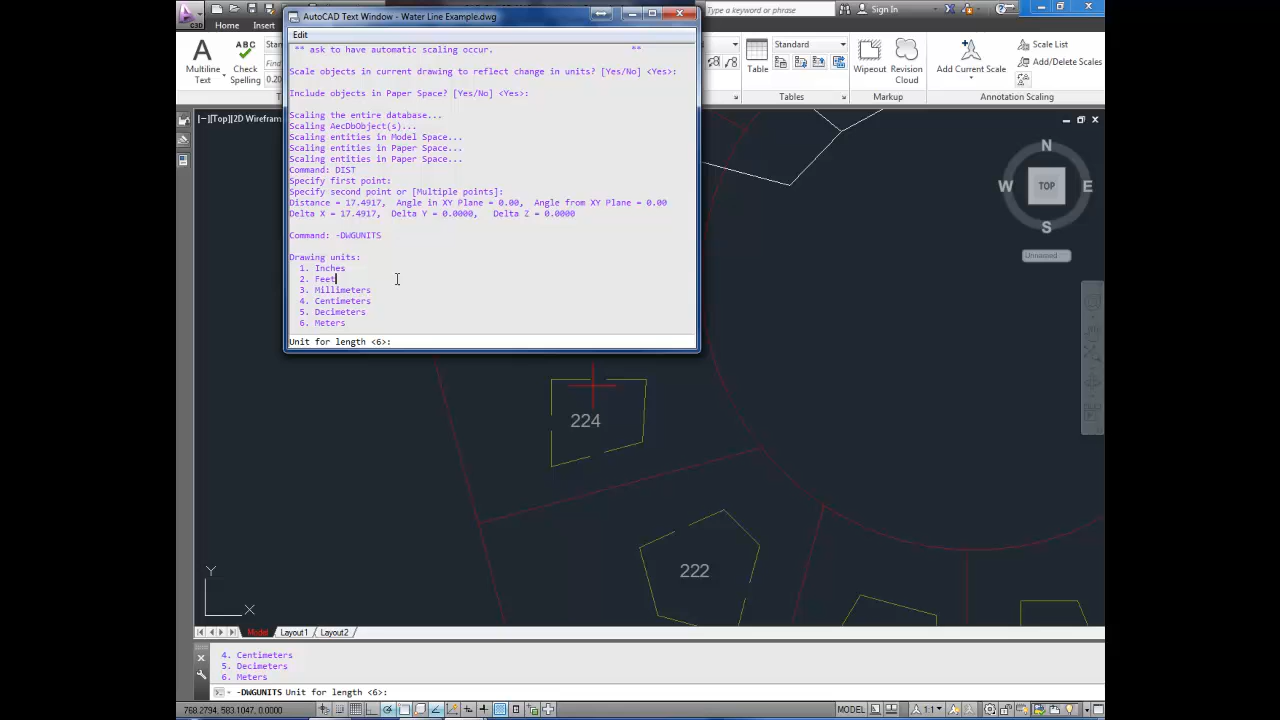 AutoCAD Text Window - Water Line Example.dwg
Type a keyword or phrase
Sign In
C3D
Home
Insert
Edit
A
ABC
Multiline
Text
Check
Spelling
Find
0.20
Standard
Table
Wipeout
Revision
Cloud
Add Current Scale
Scale List
Add/Delete Scales
Tables
Markup
Annotation Scaling
** ask to have automatic scaling occur. **
Scale objects in current drawing to reflect change in units? [Yes/No] <Yes>:
Include objects in Paper Space? [Yes/No] <Yes>:
Scaling the entire database...
Scaling AecDbObject(s)...
Scaling entities in Model Space...
Scaling entities in Paper Space...
Scaling entities in Paper Space...
Command: DIST
Specify first point:
Specify second point or [Multiple points]:
Distance = 17.4917, Angle in XY Plane = 0.00, Angle from XY Plane = 0.00
Delta X = 17.4917, Delta Y = 0.0000, Delta Z = 0.0000
Command: -DWGUNITS
Drawing units:
1. Inches
2. Feet
3. Millimeters
4. Centimeters
5. Decimeters
6. Meters
Unit for length <6>:
[−][Top][2D Wirefram
N
W
TOP
E
S
Unnamed
224
222
Y
X
Model
Layout1
Layout2
4. Centimeters
5. Decimeters
6. Meters
-DWGUNITS Unit for length <6>:
768.2794, 583.1047, 0.0000
MODEL
1:1